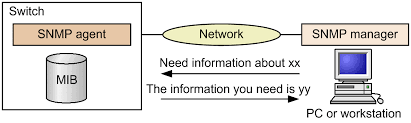 Switch
SNMP agent
Network
SNMP manager
MIB
Need information about xx
The information you need is yy
PC or workstation